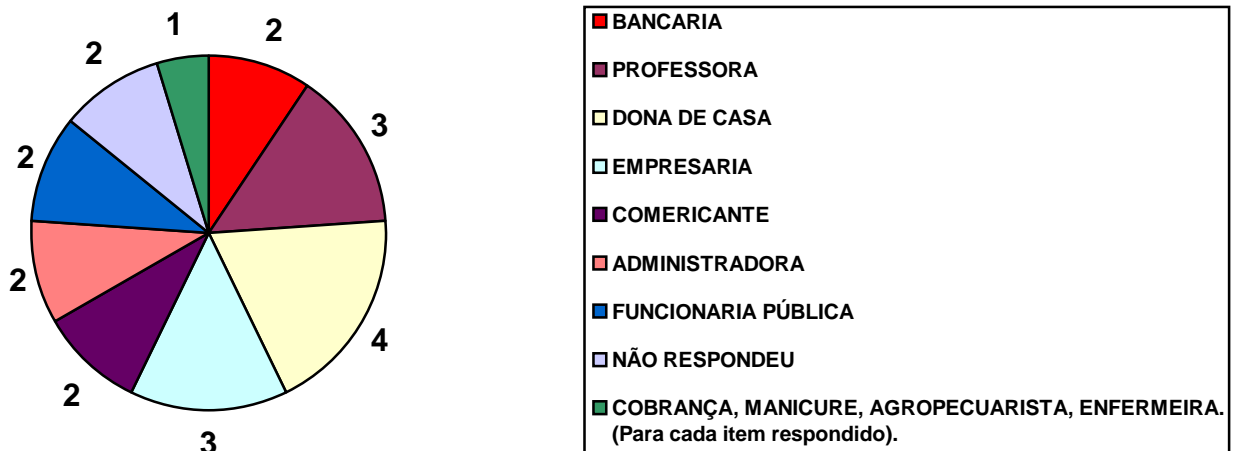 1
2
2
3
2
2
4
2
3
BANCARIA
PROFESSORA
DONA DE CASA
EMPRESARIA
COMERICANTE
ADMINISTRADORA
FUNCIONARIA PÚBLICA
NÃO RESPONDEU
COBRANÇA, MANICURE, AGROPECUARISTA, ENFERMEIRA.
(Para cada item respondido).